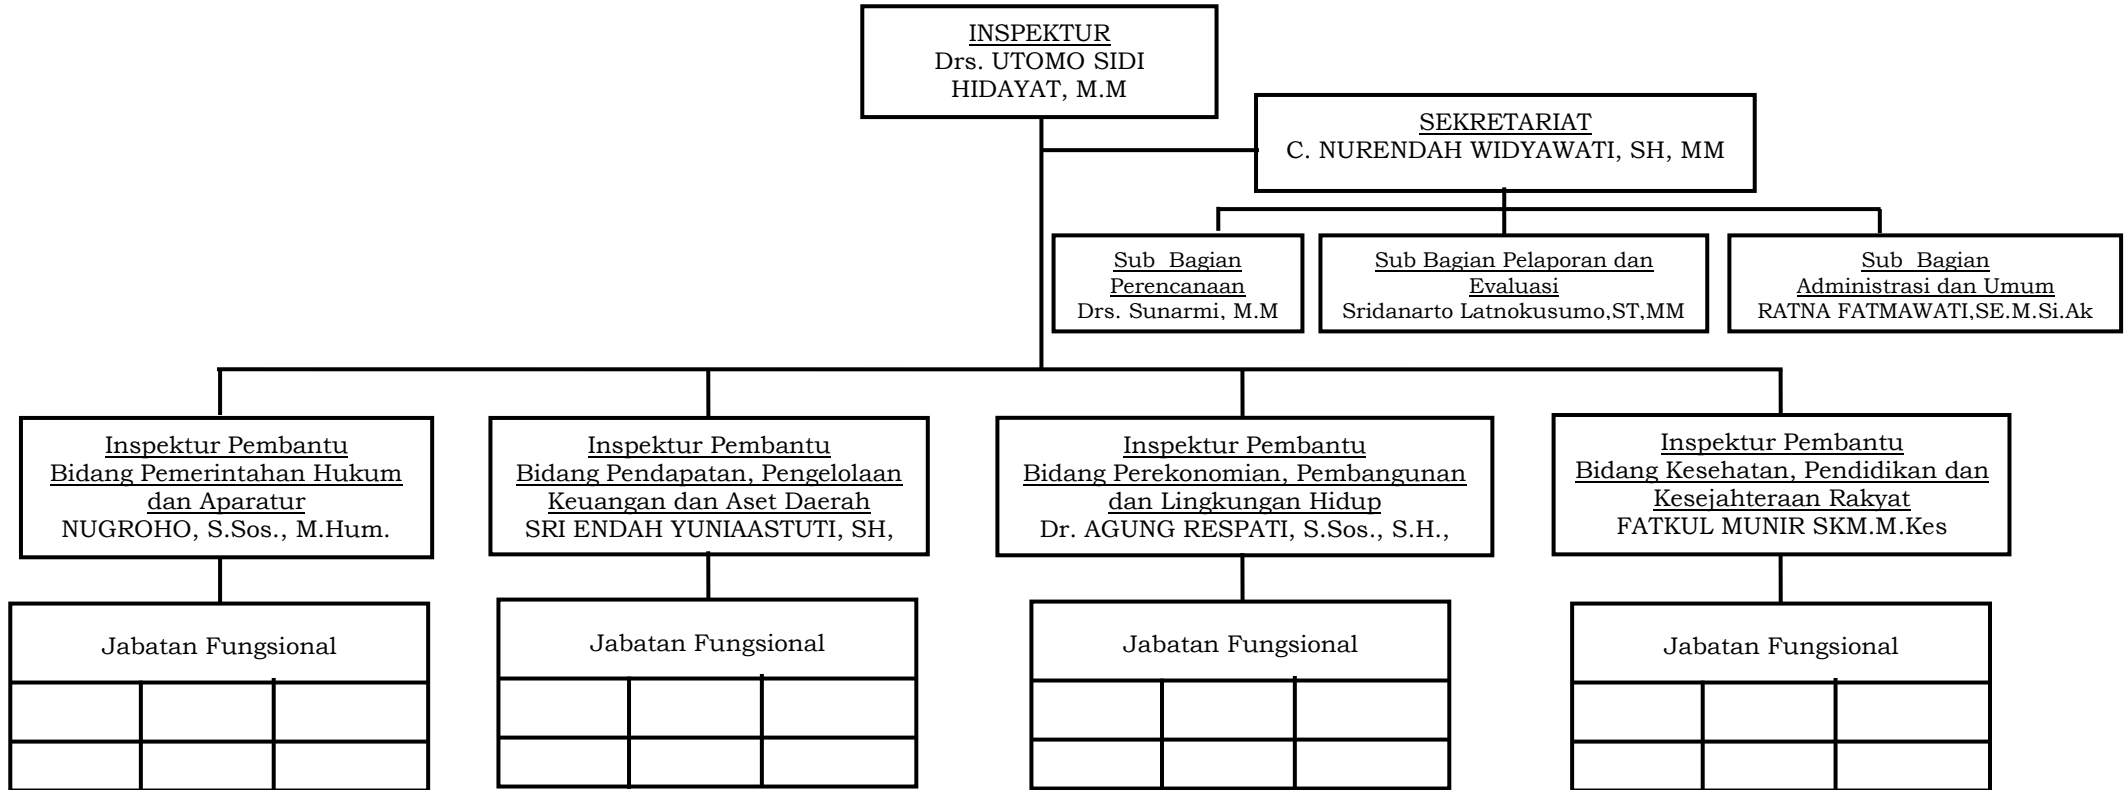 INSPEKTUR
Drs. UTOMO SIDI
HIDAYAT, M.M
SEKRETARIAT
C. NURENDAH WIDYAWATI, SH, MM
Sub Bagian
Perencanaan
Drs. Sunarmi, M.M
Sub Bagian Pelaporan dan
Evaluasi
Sridanarto Latnokusumo,ST,MM
Sub Bagian
Administrasi dan Umum
RATNA FATMAWATI,SE.M.Si.Ak
Inspektur Pembantu
Bidang Pemerintahan Hukum
dan Aparatur
NUGROHO, S.Sos., M.Hum.
Inspektur Pembantu
Bidang Pendapatan, Pengelolaan
Keuangan dan Aset Daerah
SRI ENDAH YUNIAASTUTI, SH,
Inspektur Pembantu
Bidang Perekonomian, Pembangunan
dan Lingkungan Hidup
Dr. AGUNG RESPATI, S.Sos., S.H.,
Inspektur Pembantu
Bidang Kesehatan, Pendidikan dan
Kesejahteraan Rakyat
FATKUL MUNIR SKM.M.Kes
Jabatan Fungsional
Jabatan Fungsional
Jabatan Fungsional
Jabatan Fungsional